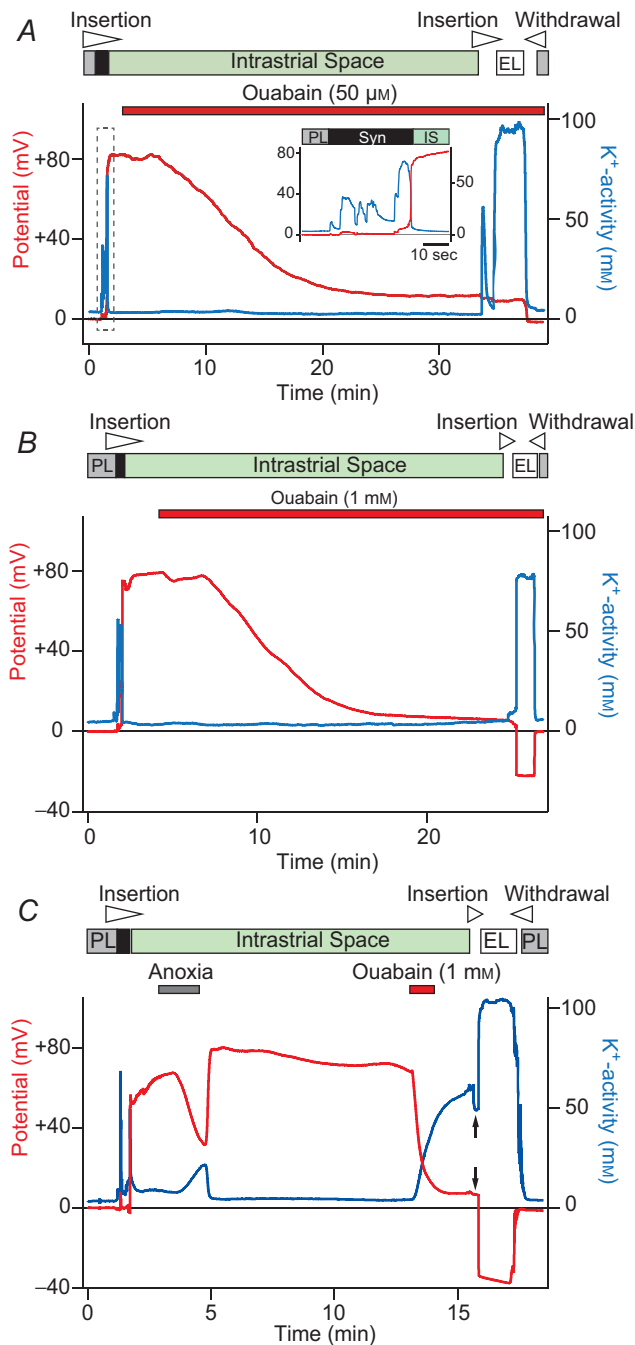 A
Insertion Insertion Withdrawal
Intrastrial Space EL
Ouabain (50 µM)
PL Syn IS
80
40
0
50
0
10 sec
Potential (mV)
+80
+40
0
K⁺-activity (mM)
100
50
0
0 10 20 30
Time (min)
B
Insertion Insertion Withdrawal
PL Intrastrial Space EL
Ouabain (1 mM)
Potential (mV)
+80
+40
0
–40
K⁺-activity (mM)
100
50
0
0 10 20
Time (min)
C
Insertion Insertion Withdrawal
PL Intrastrial Space EL PL
Anoxia Ouabain (1 mM)
Potential (mV)
+80
+40
0
–40
K⁺-activity (mM)
100
50
0
0 5 10 15
Time (min)